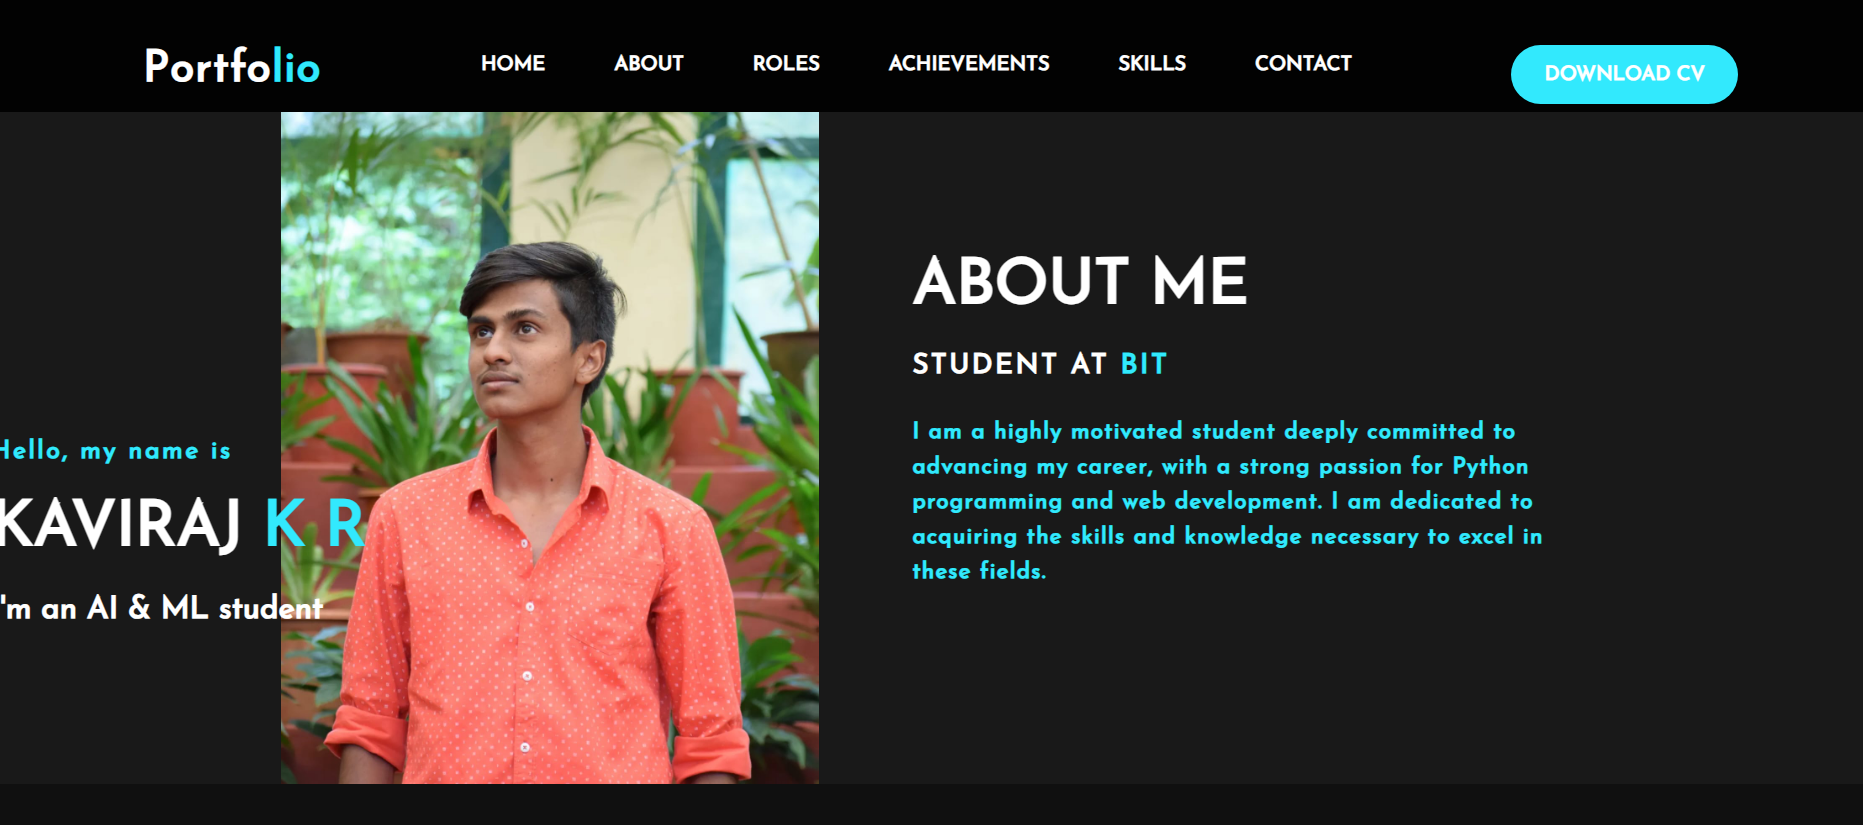 Portfolio
HOME
ABOUT
ROLES
ACHIEVEMENTS
SKILLS
CONTACT
DOWNLOAD CV
Hello, my name is
KAVIRAJ K R
I'm an AI & ML student
ABOUT ME
STUDENT AT BIT
I am a highly motivated student deeply committed to
advancing my career, with a strong passion for Python
programming and web development. I am dedicated to
acquiring the skills and knowledge necessary to excel in
these fields.